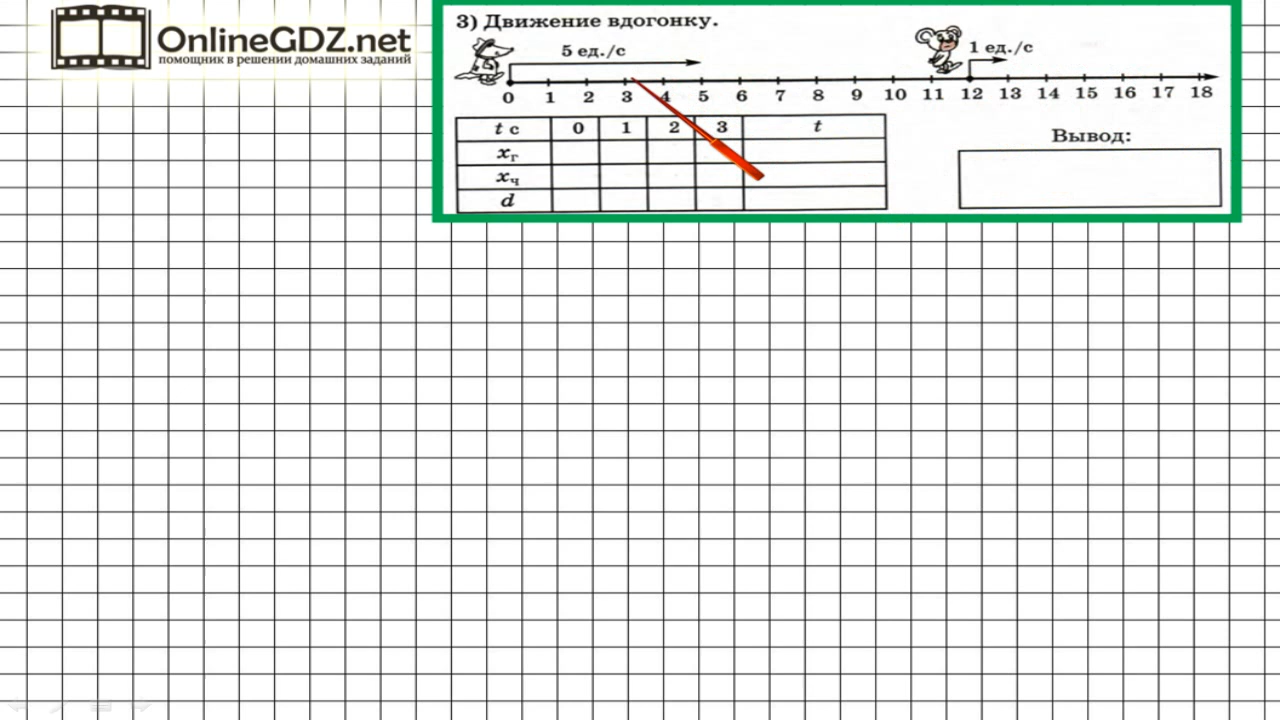 OnlineGDZ.net
помощник в решении домашних заданий
3) Движение вдогонку.
5 ед./с
1 ед./с
0 1 2 3 4 5 6 7 8 9 10 11 12 13 14 15 16 17 18
t с 0 1 2 3 t
xг
xч
d
Вывод: